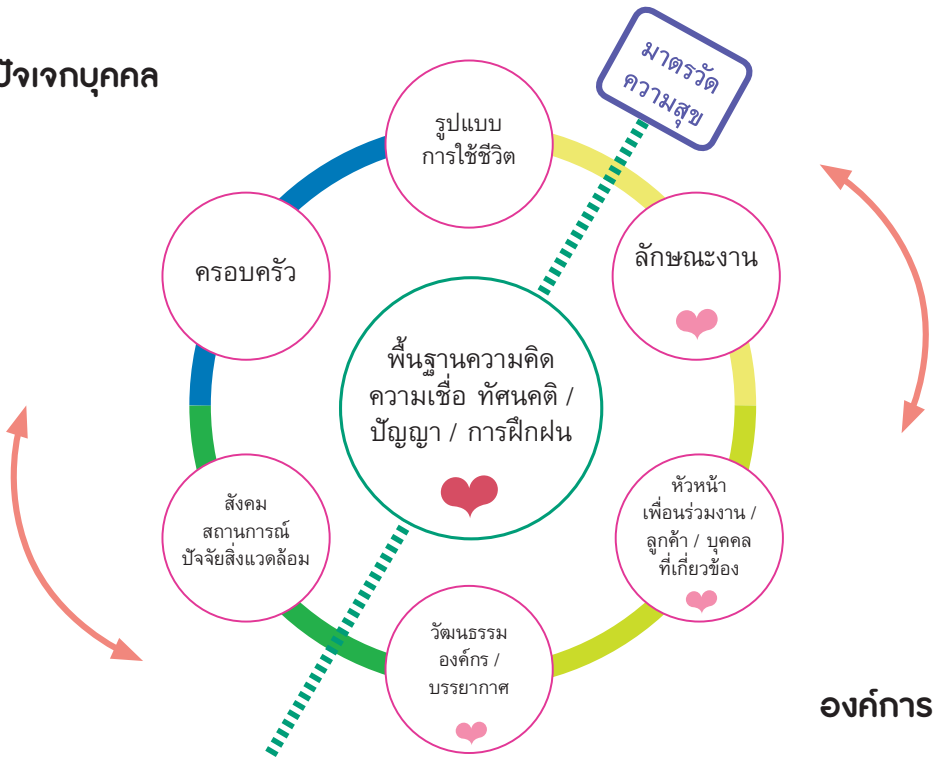 ปัจเจกบุคคล
มาตรวัด
ความสุข
รูปแบบ
การใช้ชีวิต
ครอบครัว
ลักษณะงาน
พื้นฐานความคิด
ความเชื่อ ทัศนคติ /
ปัญญา / การฝึกฝน
สังคม
สถานการณ์
ปัจจัยสิ่งแวดล้อม
หัวหน้า
เพื่อนร่วมงาน /
ลูกค้า / บุคคล
ที่เกี่ยวข้อง
วัฒนธรรม
องค์กร /
บรรยากาศ
องค์การ